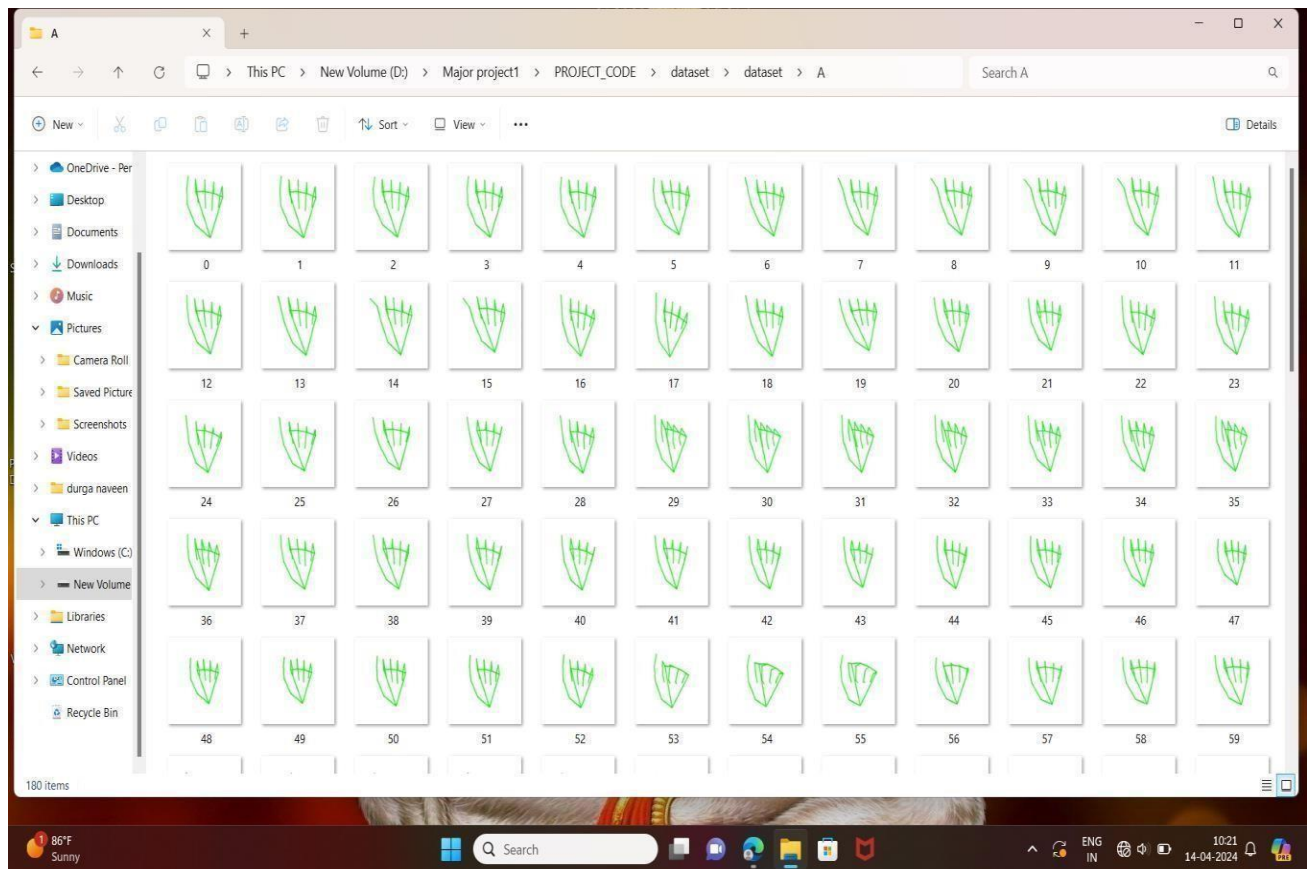 A
This PC > New Volume (D:) > Major project1 > PROJECT_CODE > dataset > dataset > A
Search A
New
Sort
View
Details
OneDrive - Per
Desktop
Documents
Downloads
Music
Pictures
Camera Roll
Saved Picture
Screenshots
Videos
durga naveen
This PC
Windows (C:)
New Volume
Libraries
Network
Control Panel
Recycle Bin
0 1 2 3 4 5 6 7 8 9 10 11
12 13 14 15 16 17 18 19 20 21 22 23
24 25 26 27 28 29 30 31 32 33 34 35
36 37 38 39 40 41 42 43 44 45 46 47
48 49 50 51 52 53 54 55 56 57 58 59
180 items
1
86°F
Sunny
Search
ENG
IN
10:21
14-04-2024
PRE